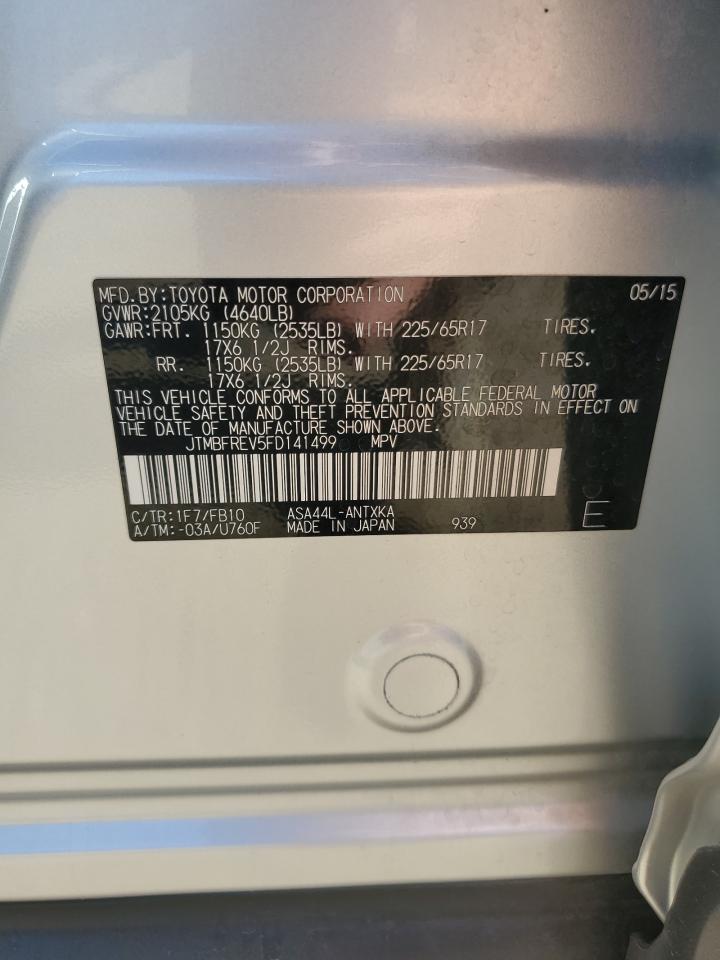 MFD.BY:TOYOTA MOTOR CORPORATION 05/15
GVWR:2105KG (4640LB)
GAWR:FRT. 1150KG (2535LB) WITH 225/65R17 TIRES.
17X6 1/2J RIMS.
RR. 1150KG (2535LB) WITH 225/65R17 TIRES.
17X6 1/2J RIMS.
THIS VEHICLE CONFORMS TO ALL APPLICABLE FEDERAL MOTOR
VEHICLE SAFETY AND THEFT PREVENTION STANDARDS IN EFFECT ON
THE DATE OF MANUFACTURE SHOWN ABOVE.
JTMBFREV5FD141499 MPV
C/TR:1F7/FB10 ASA44L-ANTXKA
A/TM:-03A/U760F MADE IN JAPAN 939 E